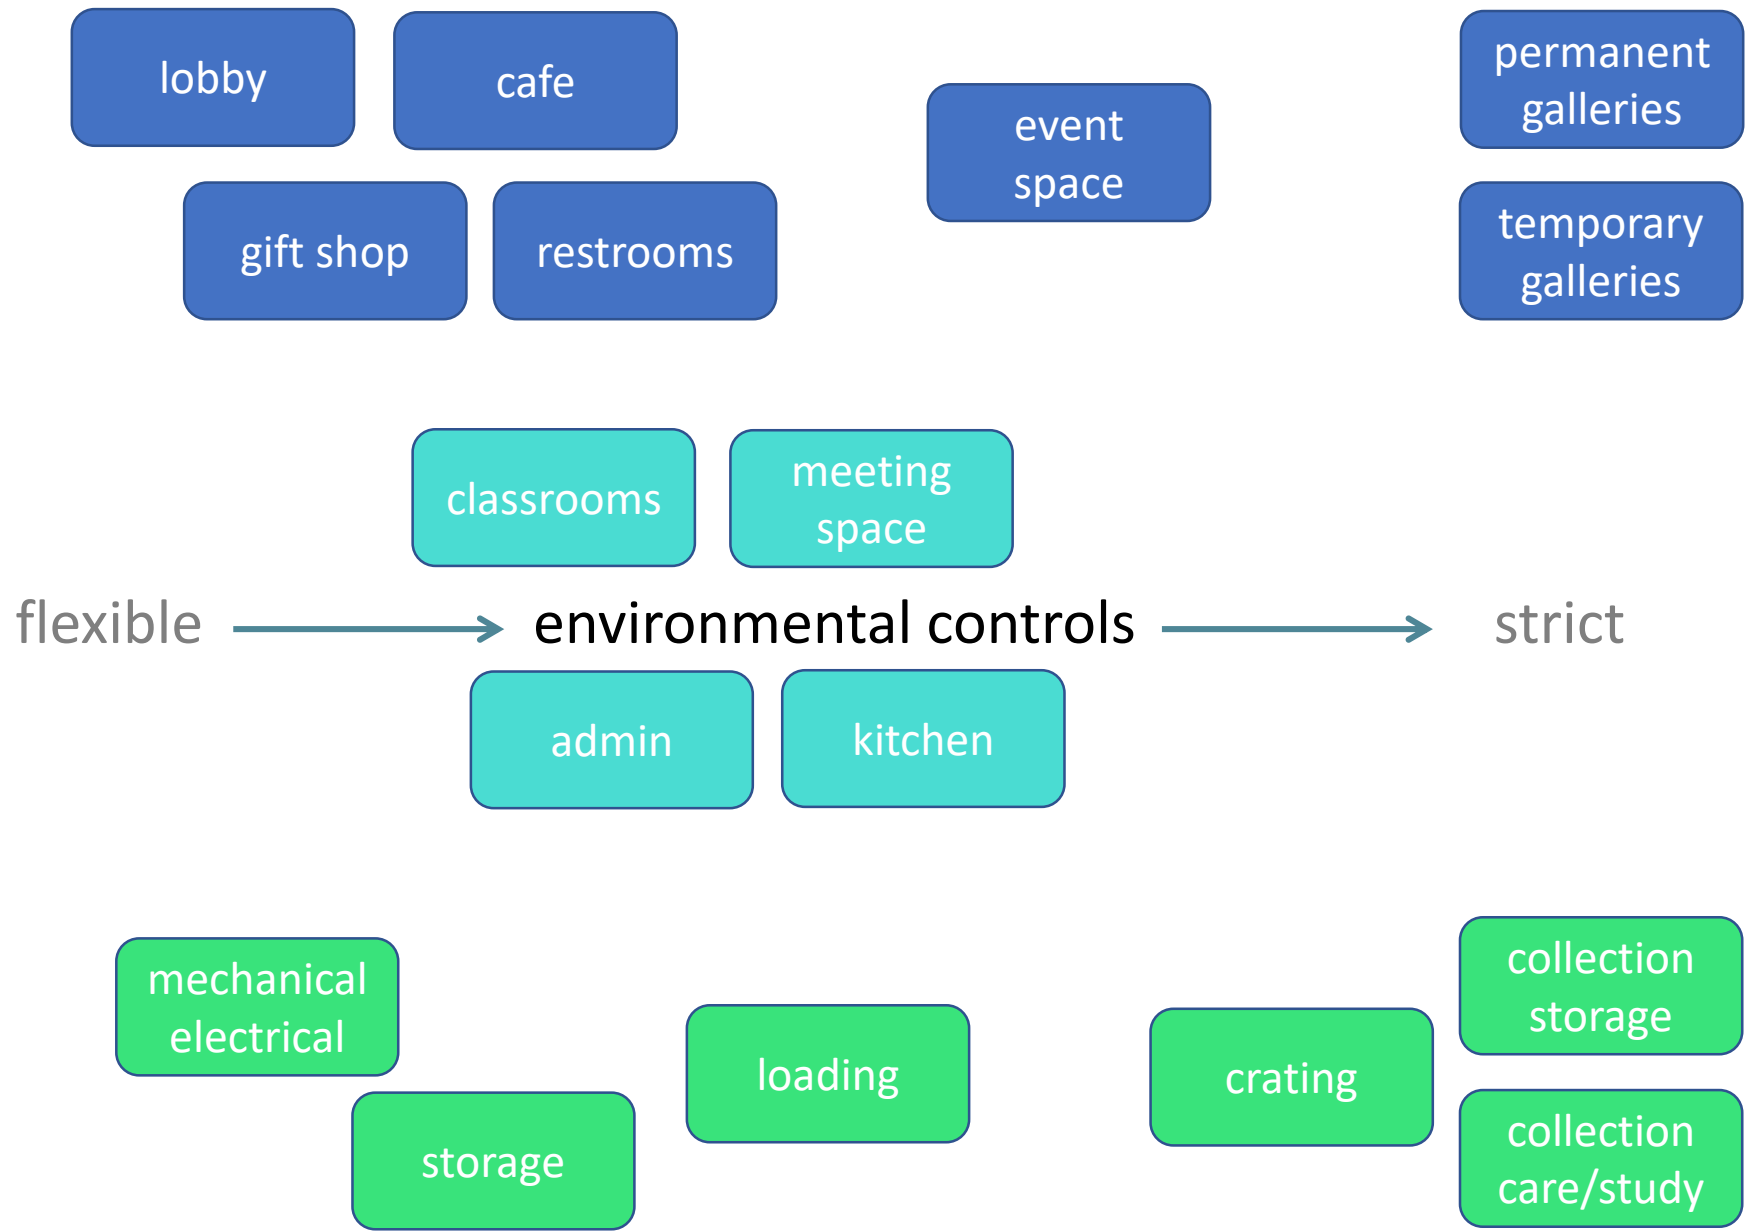 lobby
cafe
event
space
permanent
galleries
gift shop
restrooms
temporary
galleries
classrooms
meeting
space
flexible
environmental controls
strict
admin
kitchen
mechanical
electrical
storage
loading
crating
collection
storage
collection
care/study